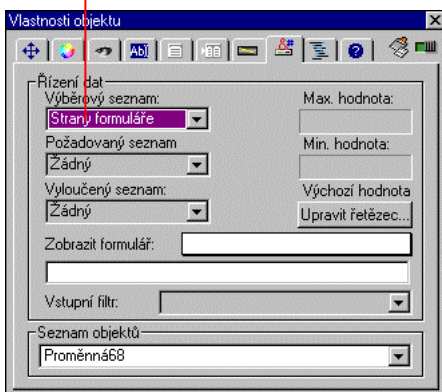 Vlastnosti objektu
Řízení dat
Výběrový seznam:
Strany formuláře
Max. hodnota:
Požadovaný seznam
Žádný
Min. hodnota:
Vyloučený seznam:
Žádný
Výchozí hodnota
Upravit řetězec...
Zobrazit formulář:
Vstupní filtr:
Seznam objektů
Proměnná68